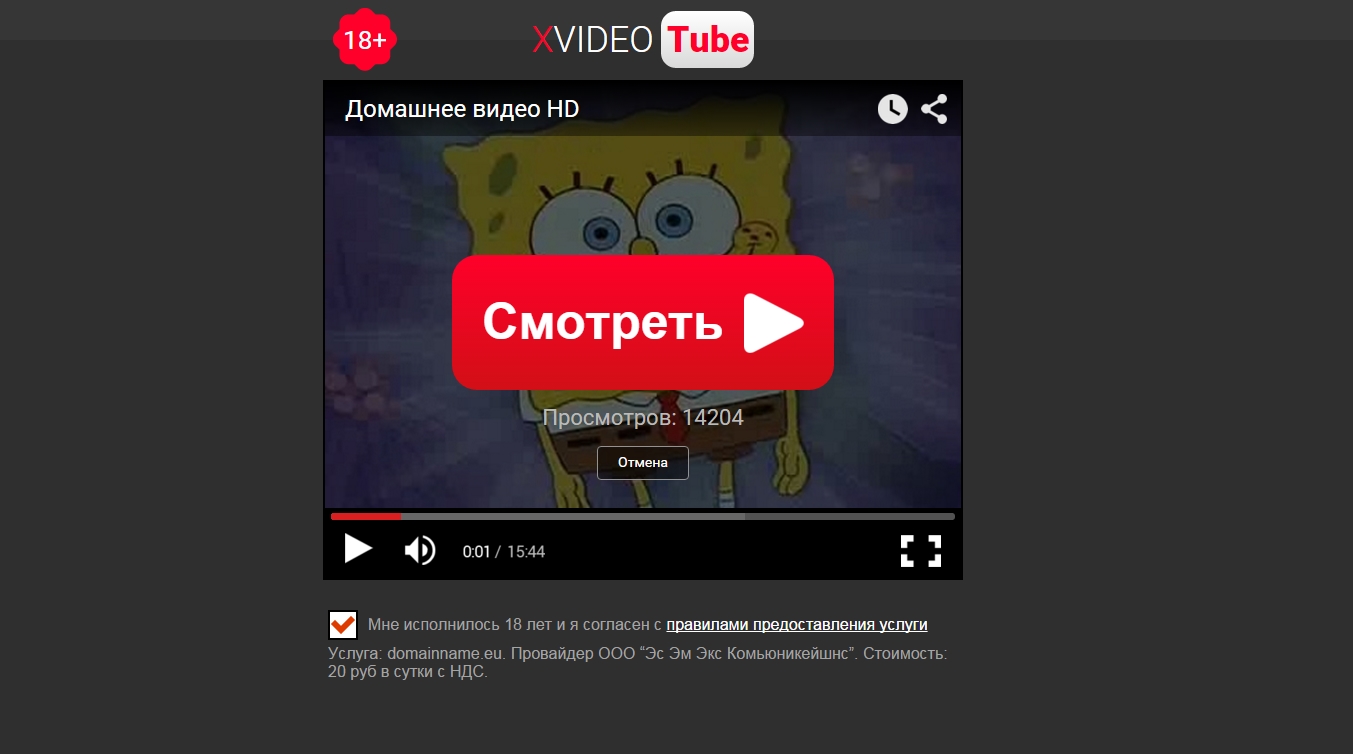 18+
XVIDEO Tube
Домашнее видео HD
Смотреть
Просмотров: 14204
Отмена
0:01 / 15:44
Мне исполнилось 18 лет и я согласен с правилами предоставления услуги
Услуга: domainname.eu. Провайдер ООО “Эс Эм Экс Комьюникейшнс”. Стоимость:
20 руб в сутки с НДС.